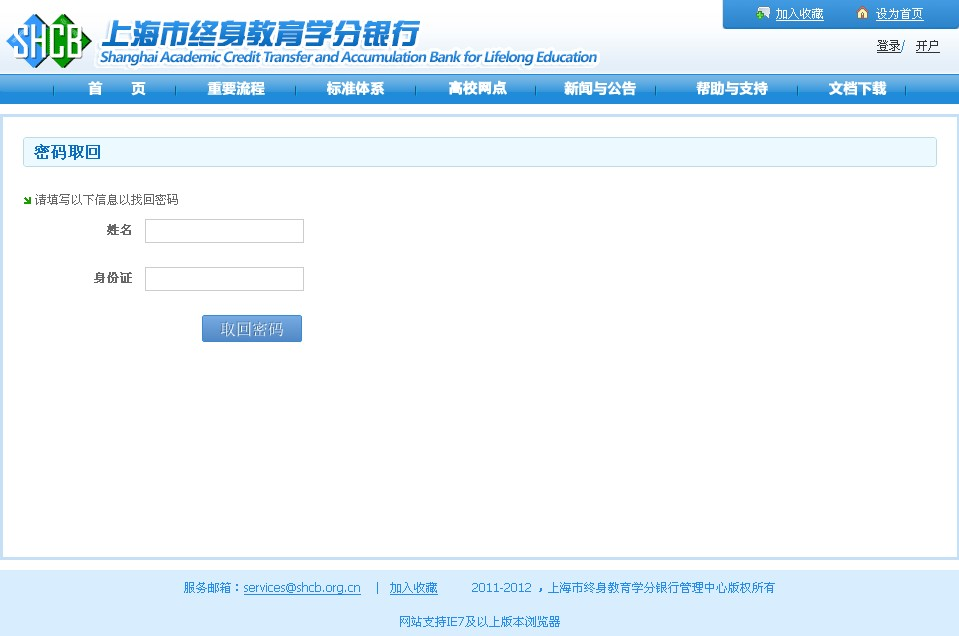 加入收藏 设为首页
SHCB 上海市终身教育学分银行
Shanghai Academic Credit Transfer and Accumulation Bank for Lifelong Education
登录/ 开户
首 页 重要流程 标准体系 高校网点 新闻与公告 帮助与支持 文档下载
密码取回
请填写以下信息以找回密码
姓名
身份证
取回密码
服务邮箱：services@shcb.org.cn | 加入收藏 2011-2012 ，上海市终身教育学分银行管理中心版权所有
网站支持IE7及以上版本浏览器